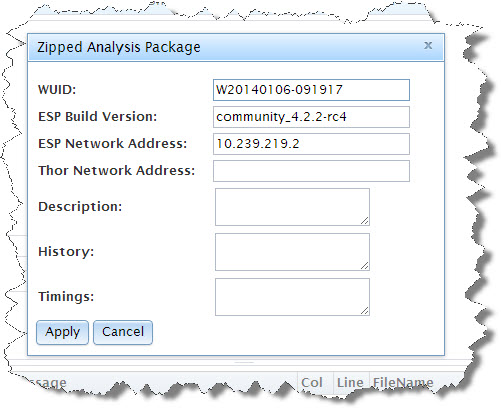 Zipped Analysis Package x
WUID: W20140106-091917
ESP Build Version: community_4.2.2-rc4
ESP Network Address: 10.239.219.2
Thor Network Address:
Description:
History:
Timings:
Apply Cancel
ssage Col Line FileName